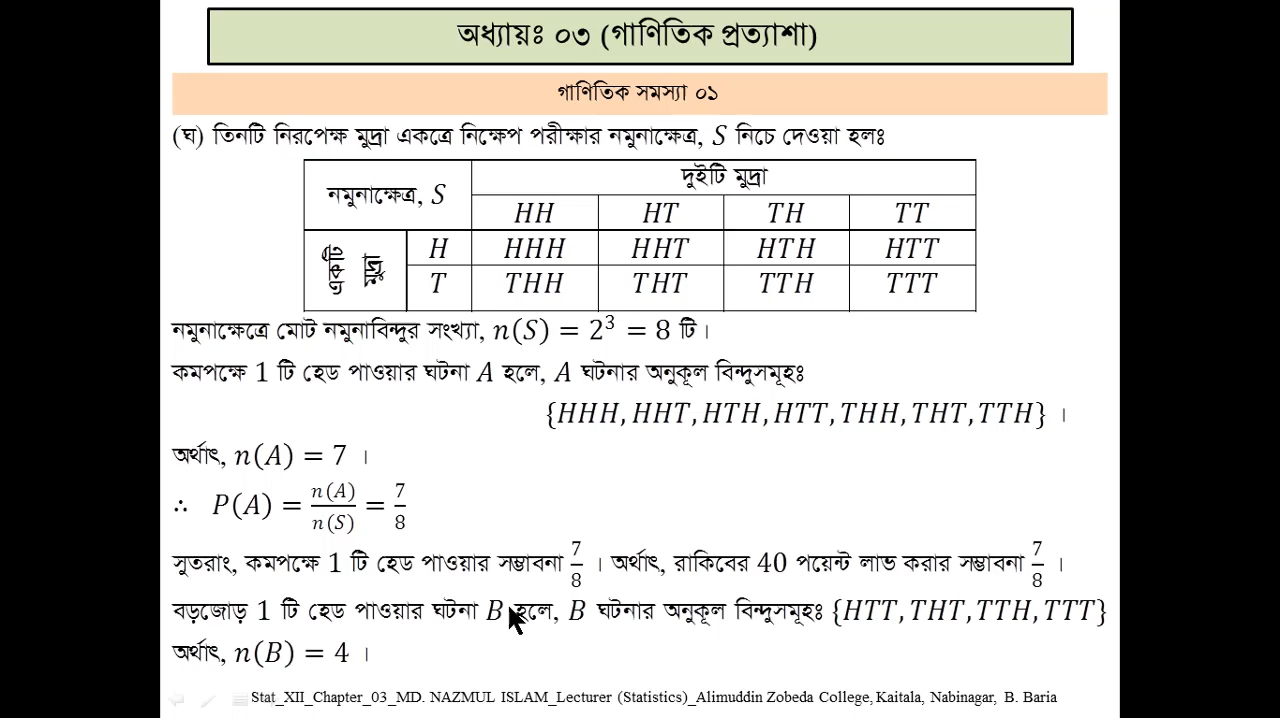 অধ্যায়ঃ ০৩ (গাণিতিক প্রত্যাশা)
গাণিতিক সমস্যা ০১
(ঘ) তিনটি নিরপেক্ষ মুদ্রা একত্রে নিক্ষেপ পরীক্ষার নমুনাক্ষেত্র, S নিচে দেওয়া হলঃ
নমুনাক্ষেত্র, S দুইটি মুদ্রা
HH HT TH TT
একটি মুদ্রা H HHH HHT HTH HTT
T THH THT TTH TTT
নমুনাক্ষেত্রে মোট নমুনাবিন্দুর সংখ্যা, n(S) = 2³ = 8 টি।
কমপক্ষে 1 টি হেড পাওয়ার ঘটনা A হলে, A ঘটনার অনুকূল বিন্দুসমূহঃ
{HHH, HHT, HTH, HTT, THH, THT, TTH} ।
অর্থাৎ, n(A) = 7 ।
∴ P(A) = n(A)/n(S) = 7/8
সুতরাং, কমপক্ষে 1 টি হেড পাওয়ার সম্ভাবনা 7/8 । অর্থাৎ, রাকিবের 40 পয়েন্ট লাভ করার সম্ভাবনা 7/8 ।
বড়জোড় 1 টি হেড পাওয়ার ঘটনা B হলে, B ঘটনার অনুকূল বিন্দুসমূহঃ {HTT, THT, TTH, TTT}
অর্থাৎ, n(B) = 4 ।
Stat_XII_Chapter_03_MD. NAZMUL ISLAM_Lecturer (Statistics)_Alimuddin Zobeda College, Kaitala, Nabinagar, B. Baria